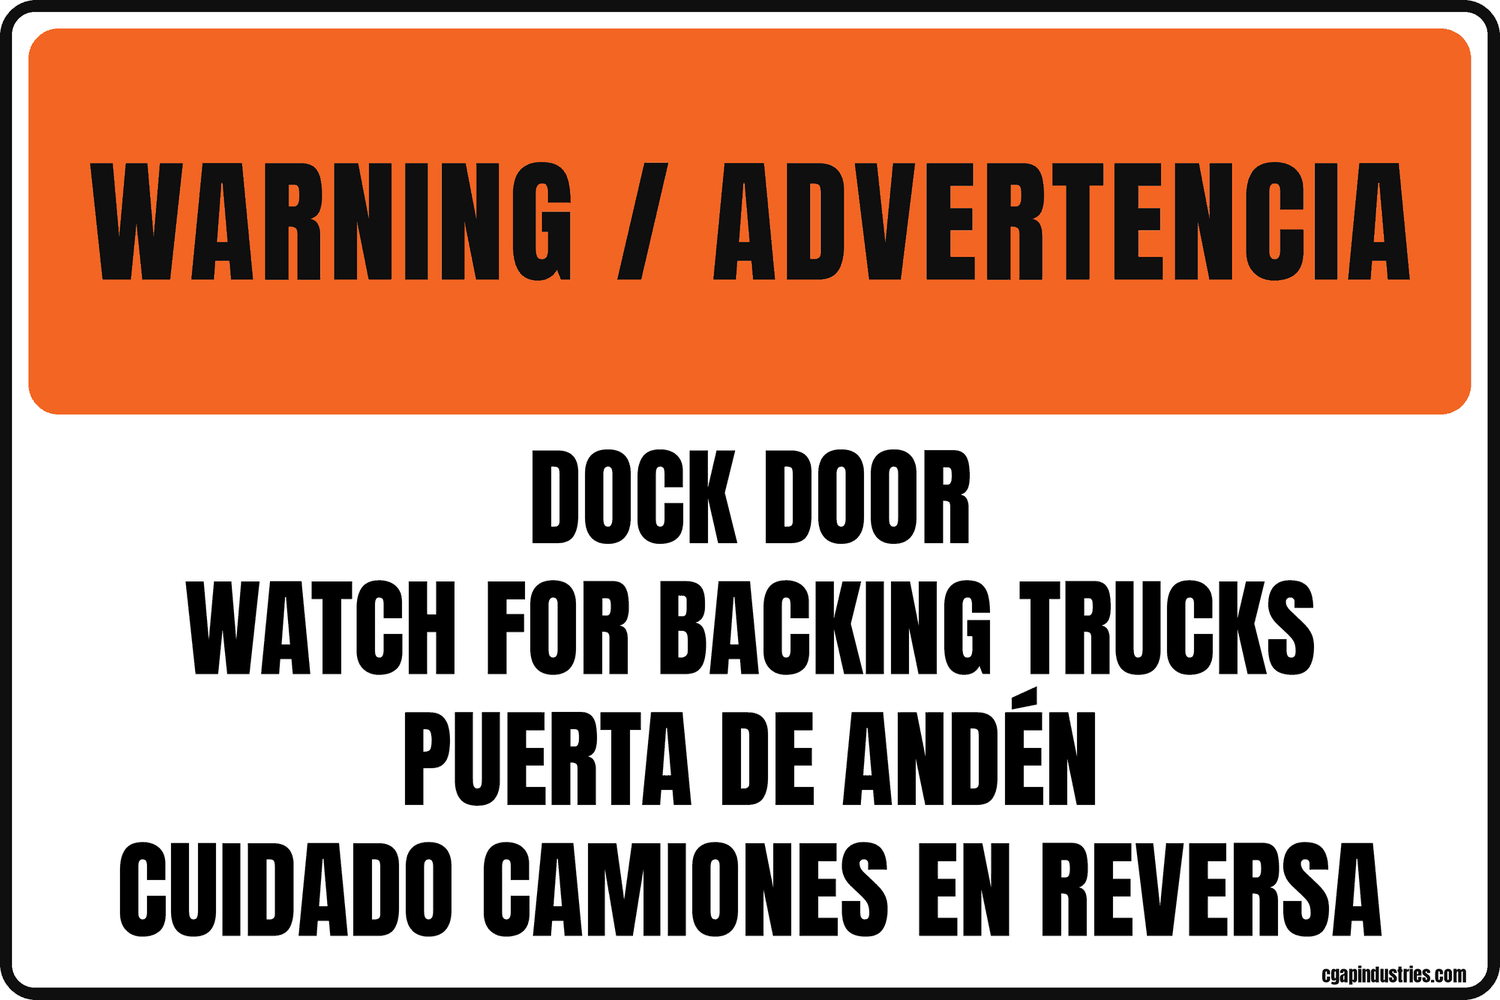 WARNING / ADVERTENCIA
DOCK DOOR
WATCH FOR BACKING TRUCKS
PUERTA DE ANDÉN
CUIDADO CAMIONES EN REVERSA
cgapindustries.com